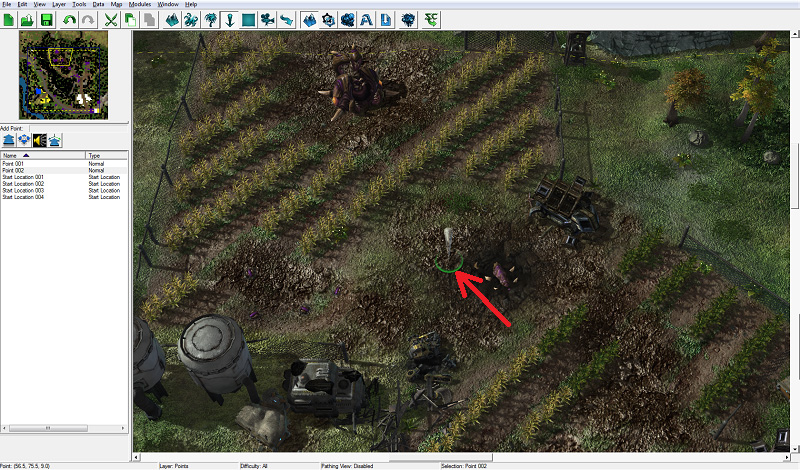 File Edit View Layer Tools Data Map Modules Window Help
Add Point:
Name Type
Point 001 Normal
Point 002 Normal
Start Location 001 Start Location
Start Location 002 Start Location
Start Location 003 Start Location
Start Location 004 Start Location
Point: (56.5, 75.5, 9.0) Layer: Points Difficulty: All Pathing View: Disabled Selection: Point 002